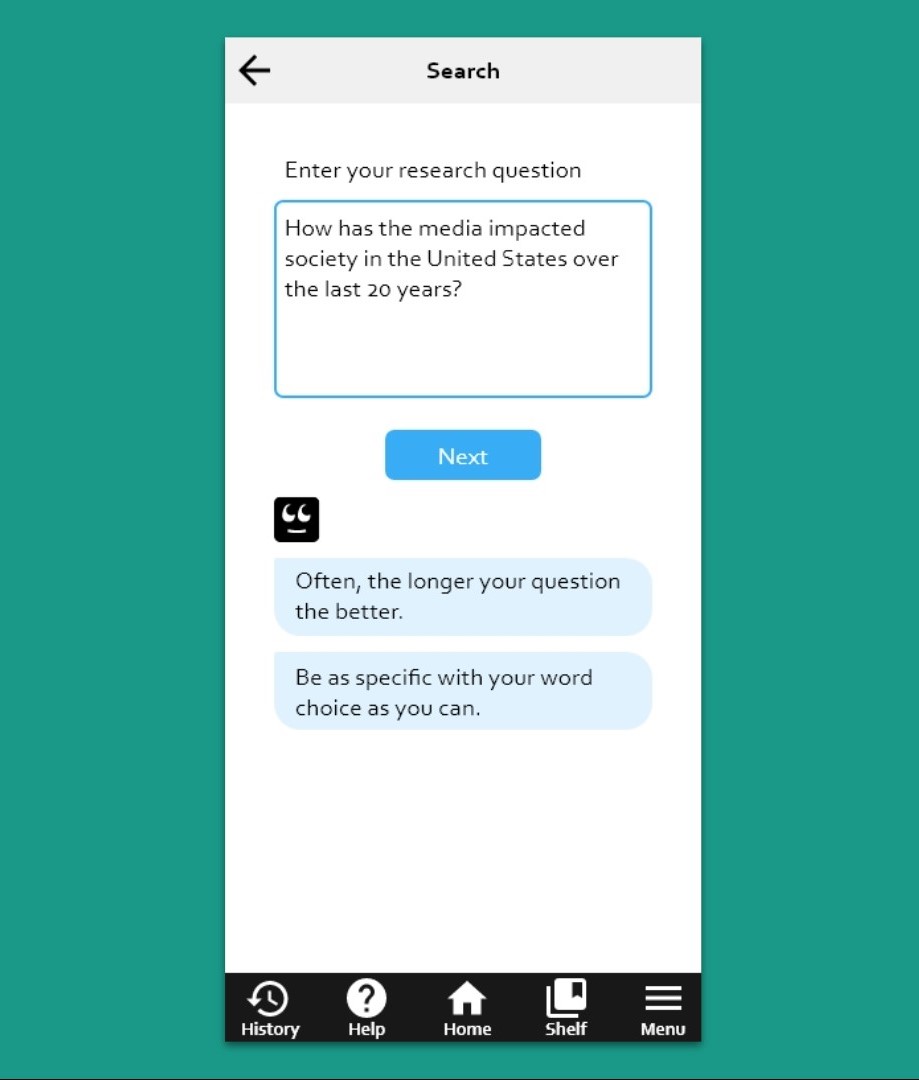 Search
Enter your research question
How has the media impacted
society in the United States over
the last 20 years?
Next
Often, the longer your question
the better.
Be as specific with your word
choice as you can.
History
Help
Home
Shelf
Menu